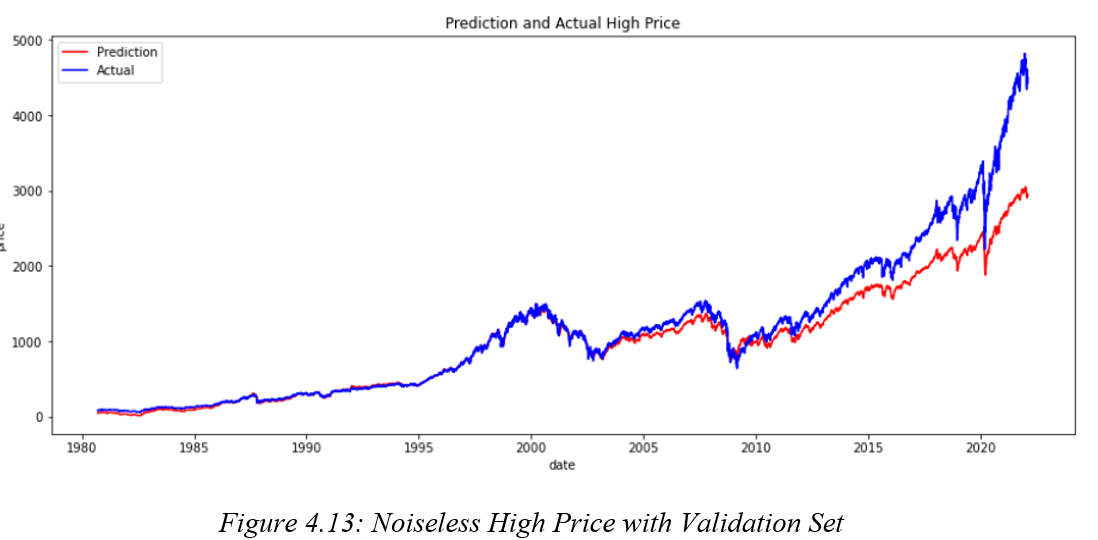 Prediction and Actual High Price
5000
Prediction
Actual
4000
3000
price
2000
1000
0
1980 1985 1990 1995 2000 2005 2010 2015 2020
date
Figure 4.13: Noiseless High Price with Validation Set